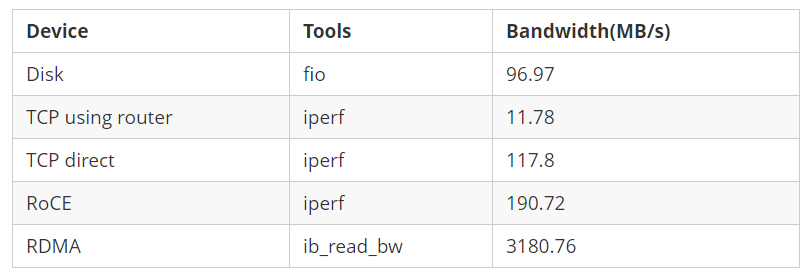 Device Tools Bandwidth(MB/s)
Disk fio 96.97
TCP using router iperf 11.78
TCP direct iperf 117.8
RoCE iperf 190.72
RDMA ib_read_bw 3180.76